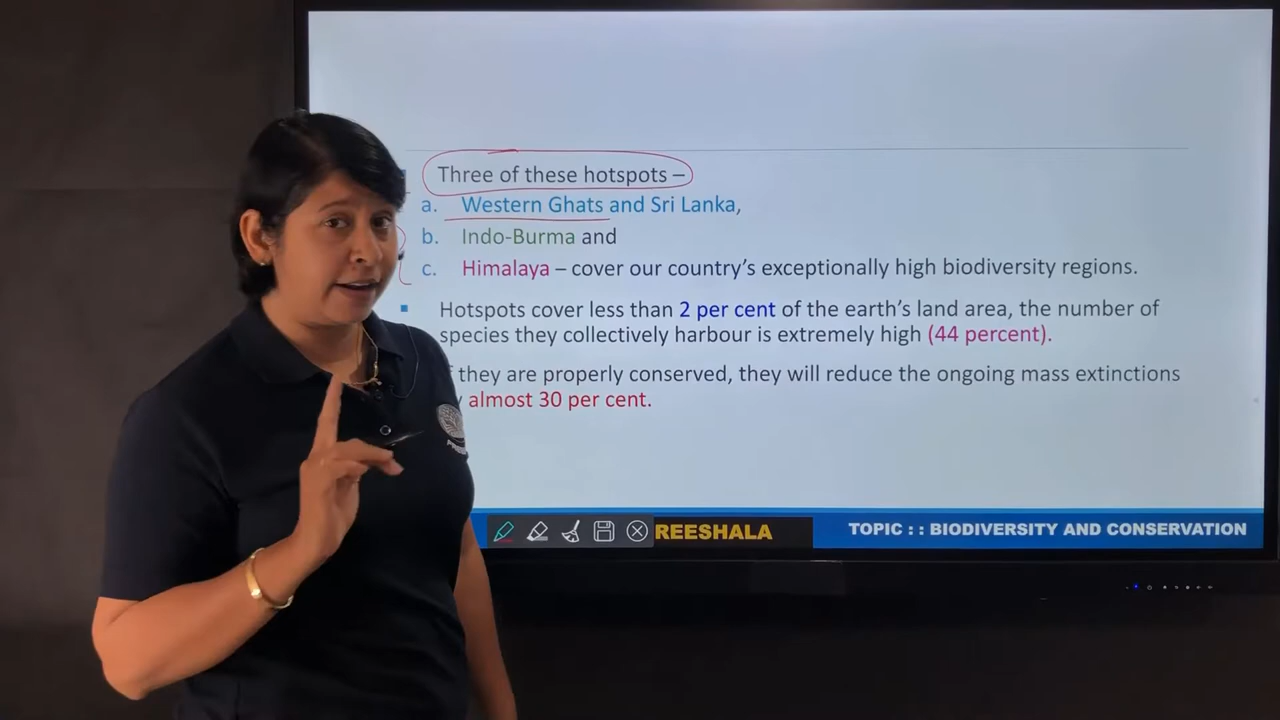 Three of these hotspots –
a. Western Ghats and Sri Lanka,
b. Indo-Burma and
c. Himalaya – cover our country's exceptionally high biodiversity regions.
Hotspots cover less than 2 per cent of the earth's land area, the number of
species they collectively harbour is extremely high (44 percent).
f they are properly conserved, they will reduce the ongoing mass extinctions
y almost 30 per cent.
REESHALA TOPIC : : BIODIVERSITY AND CONSERVATION